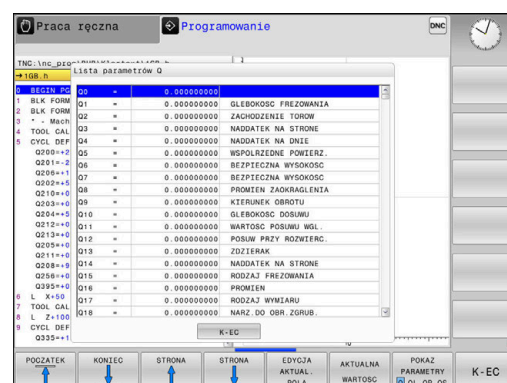 Praca ręczna
Programowanie
DNC
TNC:\nc_pro
1
→1GB.h
Lista parametrów Q
0 BEGIN PG
1 BLK FORM
2 BLK FORM
3 * - Mach
4 TOOL CAL
5 CYCL DEF
Q200=+2
Q201=-2
Q206=+1
Q202=+5
Q210=+0
Q203=+0
Q204=+5
Q212=+0
Q213=+0
Q205=+0
Q211=+0
Q208=+9
Q256=+0
Q395=+0
6 L X+50
7 TOOL CAL
8 L Z+100
9 CYCL DEF
Q335=+1
Q0 = 0.000000000
Q1 = 0.000000000 GLEBOKOSC FREZOWANIA
Q2 = 0.000000000 ZACHODZENIE TOROW
Q3 = 0.000000000 NADDATEK NA STRONE
Q4 = 0.000000000 NADDATEK NA DNIE
Q5 = 0.000000000 WSPOLRZEDNE POWIERZ.
Q6 = 0.000000000 BEZPIECZNA WYSOKOSC
Q7 = 0.000000000 BEZPIECZNA WYSOKOSC
Q8 = 0.000000000 PROMIEN ZAOKRAGLENIA
Q9 = 0.000000000 KIERUNEK OBROTU
Q10 = 0.000000000 GLEBOKOSC DOSUWU
Q11 = 0.000000000 WARTOSC POSUWU WGL.
Q12 = 0.000000000 POSUW PRZY ROZWIERC.
Q13 = 0.000000000 ZDZIERAK
Q14 = 0.000000000 NADDATEK NA STRONE
Q15 = 0.000000000 RODZAJ FREZOWANIA
Q16 = 0.000000000 PROMIEN
Q17 = 0.000000000 RODZAJ WYMIARU
Q18 = 0.000000000 NARZ.DO OBR.ZGRUB.
K-EC
POCZATEK
KONIEC
STRONA
STRONA
EDYCJA AKTUAL. POLA
AKTUALNA WARTOSC
POKAZ PARAMETRY
Q QL QR QS
K-EC